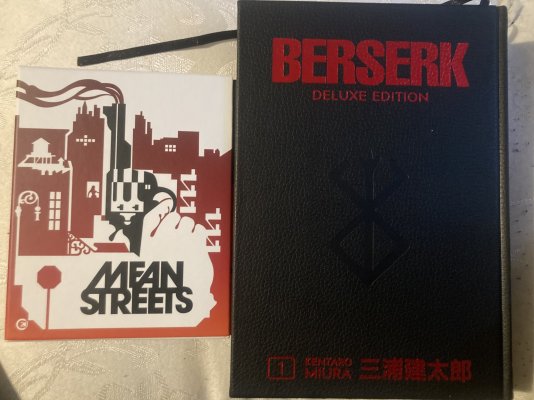 MEAN
STREETS
BERSERK
DELUXE EDITION
1
KENTARO
MIURA
三浦建太郎